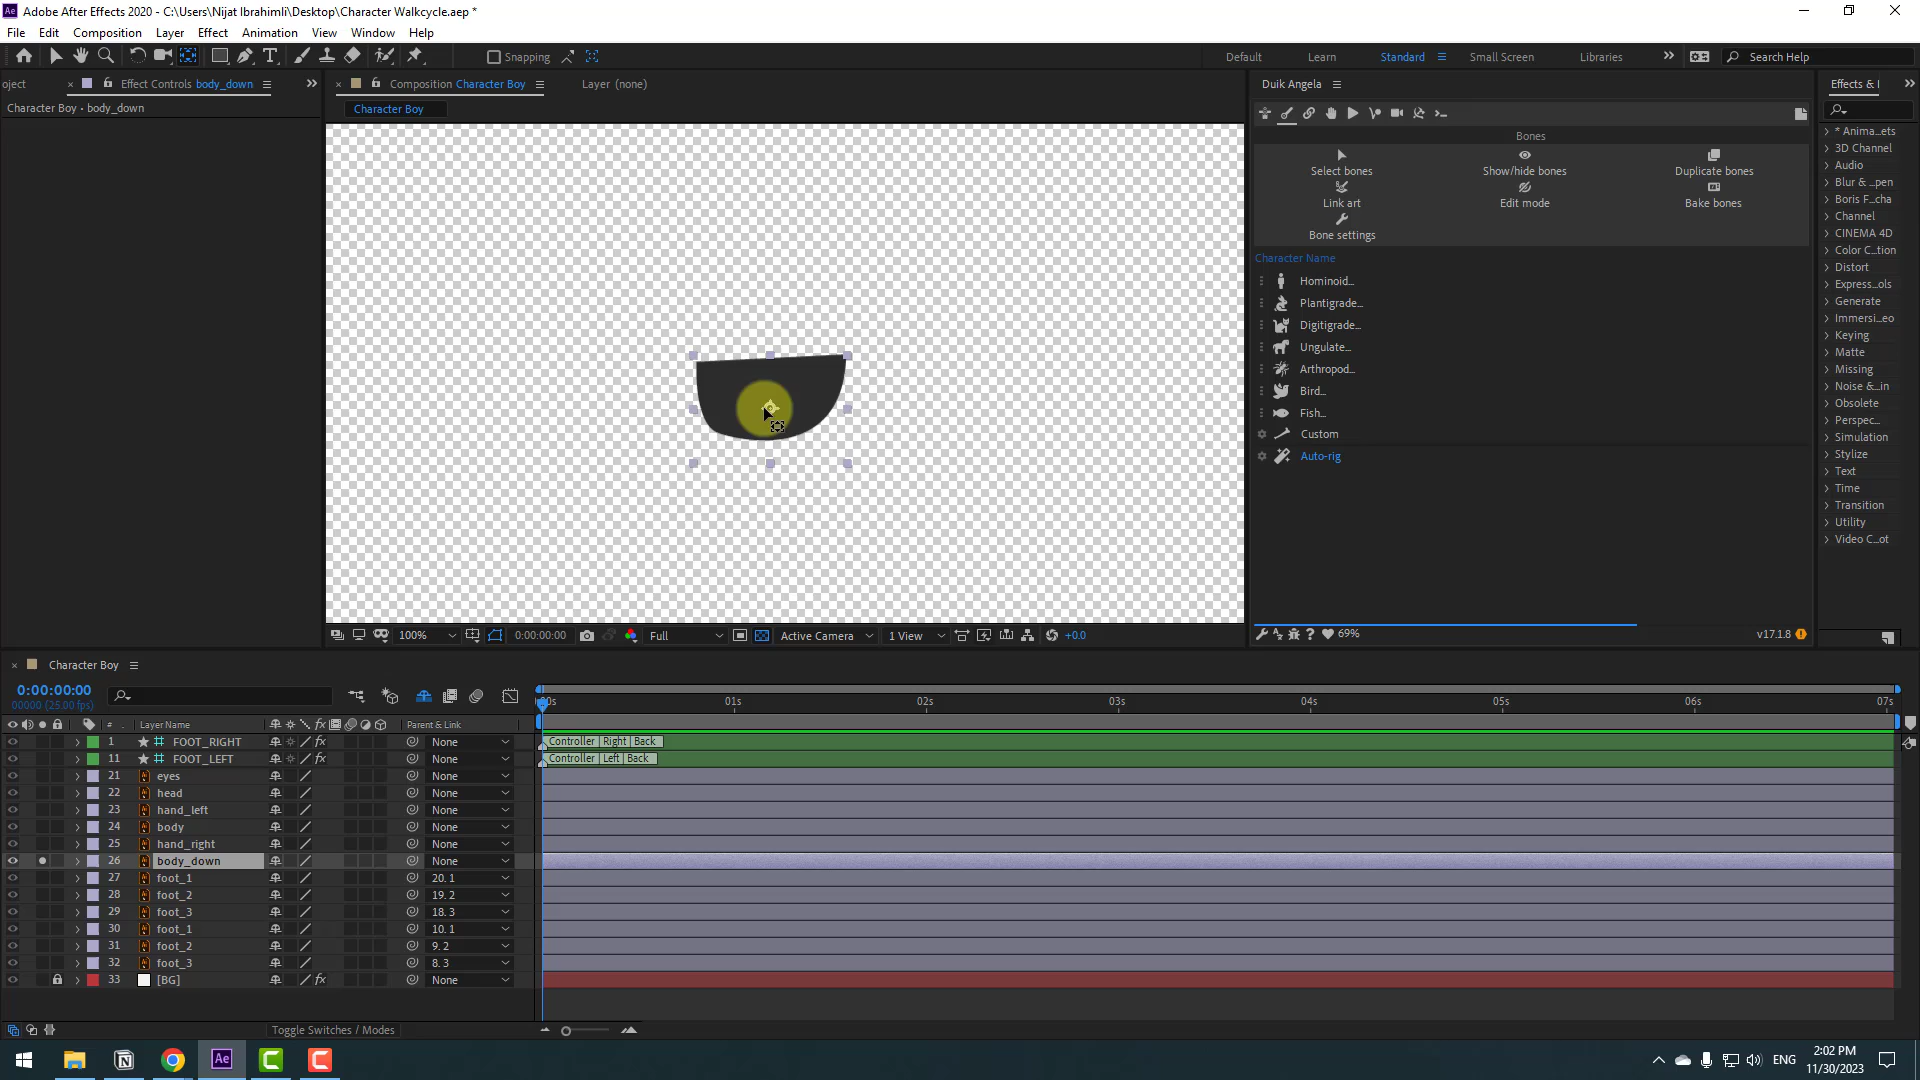 Adobe After Effects 2020 - C:\Users\Nijat Ibrahimli\Desktop\Character Walkcycle.aep *
File Edit Composition Layer Effect Animation View Window Help
Snapping
Default Learn Standard Small Screen Libraries Search Help
oject Effect Controls body_down
Composition Character Boy Layer (none)
Duik Angela
Effects & I
Character Boy • body_down
Character Boy
Bones
Select bones Show/hide bones Duplicate bones
Link art Edit mode Bake bones
Bone settings
Character Name
Hominoid...
Plantigrade...
Digitigrade...
Ungulate...
Arthropod...
Bird...
Fish...
Custom
Auto-rig
* Anima...ets
3D Channel
Audio
Blur & ...pen
Boris F...cha
Channel
CINEMA 4D
Color C...tion
Distort
Express...ols
Generate
Immersi...eo
Keying
Matte
Missing
Noise &...in
Obsolete
Perspec...
Simulation
Stylize
Text
Time
Transition
Utility
Video C...ot
100% 0:00:00:00 Full Active Camera 1 View +0.0
69% v17.1.8
Character Boy
0:00:00:00
00000 (25.00 fps)
00s 01s 02s 03s 04s 05s 06s 07s
# Layer Name fx Parent & Link
1 FOOT_RIGHT fx None Controller | Right | Back
11 FOOT_LEFT fx None Controller | Left | Back
21 eyes None
22 head None
23 hand_left None
24 body None
25 hand_right None
26 body_down None
27 foot_1 20. 1
28 foot_2 19. 2
29 foot_3 18. 3
30 foot_1 10. 1
31 foot_2 9. 2
32 foot_3 8. 3
33 [BG] fx None
Toggle Switches / Modes
ENG
2:02 PM
11/30/2023